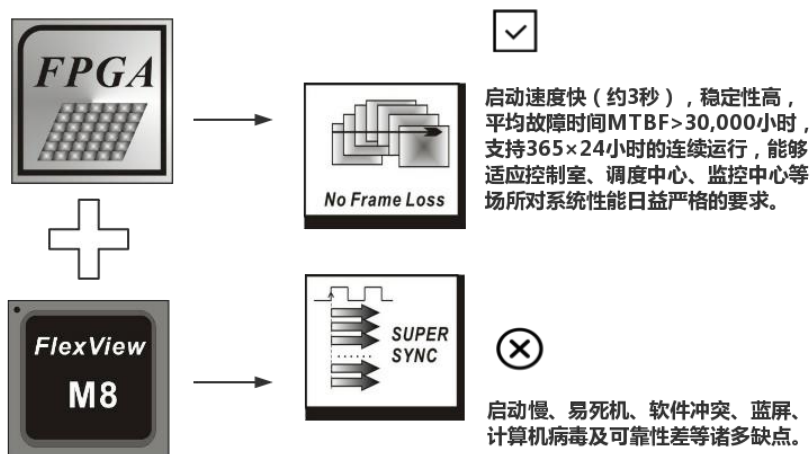 FPGA
No Frame Loss
启动速度快（约3秒），稳定性高，
平均故障时间MTBF>30,000小时，
支持365×24小时的连续运行，能够
适应控制室、调度中心、监控中心等
场所对系统性能日益严格的要求。
FlexView
M8
SUPER
SYNC
启动慢、易死机、软件冲突、蓝屏、
计算机病毒及可靠性差等诸多缺点。